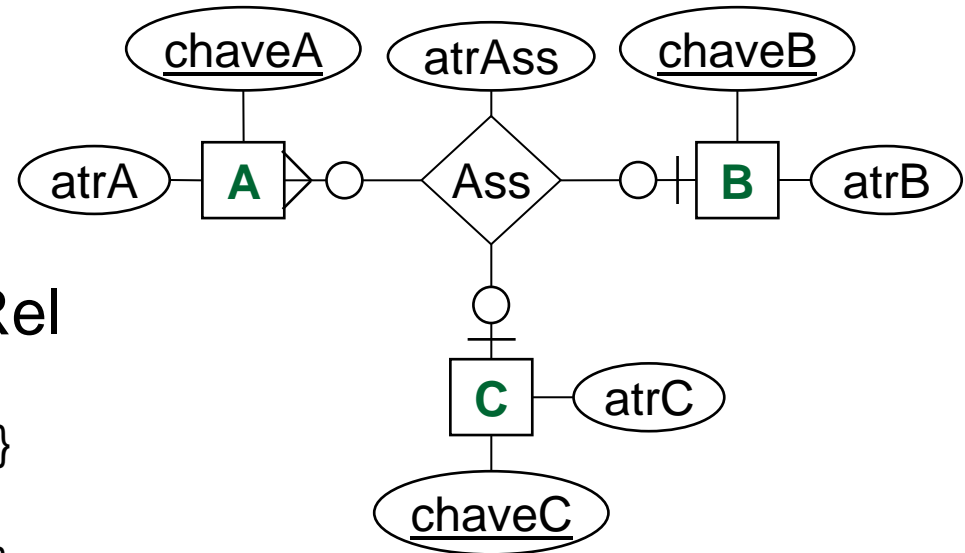 chaveA atrAss chaveB
atrA A Ass B atrB
Rel
C atrC
}
chaveC